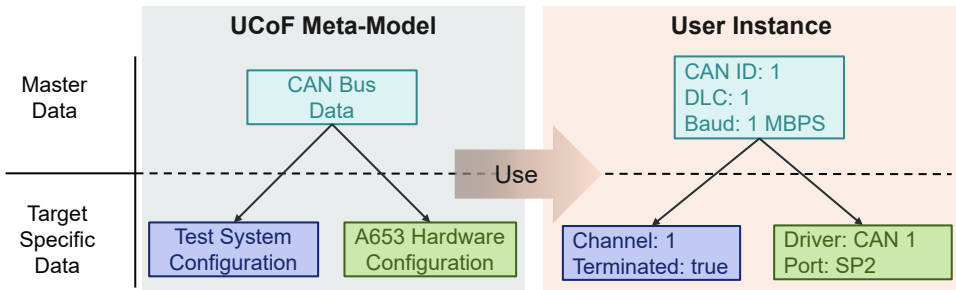 UCoF Meta-Model
User Instance
Master
Data
CAN Bus
Data
CAN ID: 1
DLC: 1
Baud: 1 MBPS
Use
Target
Specific
Data
Test System
Configuration
A653 Hardware
Configuration
Channel: 1
Terminated: true
Driver: CAN 1
Port: SP2